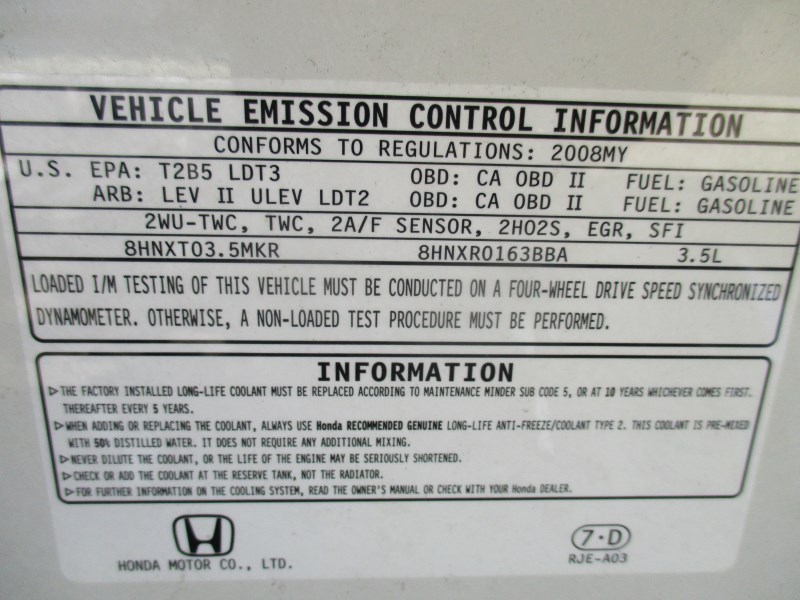 VEHICLE EMISSION CONTROL INFORMATION
CONFORMS TO REGULATIONS: 2008MY
U.S. EPA: T2B5 LDT3 OBD: CA OBD II FUEL: GASOLINE
ARB: LEV II ULEV LDT2 OBD: CA OBD II FUEL: GASOLINE
2WU-TWC, TWC, 2A/F SENSOR, 2HO2S, EGR, SFI
8HNXT03.5MKR 8HNXR0163BBA 3.5L
LOADED I/M TESTING OF THIS VEHICLE MUST BE CONDUCTED ON A FOUR-WHEEL DRIVE SPEED SYNCHRONIZED
DYNAMOMETER. OTHERWISE, A NON-LOADED TEST PROCEDURE MUST BE PERFORMED.
INFORMATION
▷THE FACTORY INSTALLED LONG-LIFE COOLANT MUST BE REPLACED ACCORDING TO MAINTENANCE MINDER SUB CODE 5, OR AT 10 YEARS WHICHEVER COMES FIRST.
THEREAFTER EVERY 5 YEARS.
▷WHEN ADDING OR REPLACING THE COOLANT, ALWAYS USE Honda RECOMMENDED GENUINE LONG-LIFE ANTI-FREEZE/COOLANT TYPE 2. THIS COOLANT IS PRE-MIXED
WITH 50% DISTILLED WATER. IT DOES NOT REQUIRE ANY ADDITIONAL MIXING.
▷NEVER DILUTE THE COOLANT, OR THE LIFE OF THE ENGINE MAY BE SERIOUSLY SHORTENED.
▷CHECK OR ADD THE COOLANT AT THE RESERVE TANK, NOT THE RADIATOR.
▷FOR FURTHER INFORMATION ON THE COOLING SYSTEM, READ THE OWNER'S MANUAL OR CHECK WITH YOUR Honda DEALER.
HONDA MOTOR CO., LTD.
7·D
RJE-A03